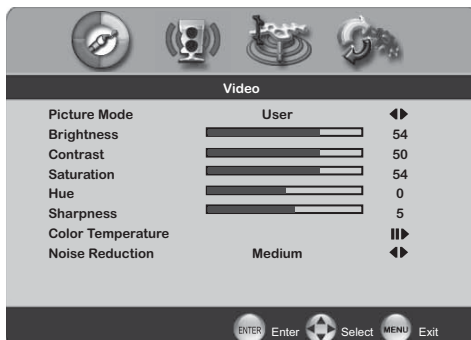 Video
Picture Mode User
Brightness 54
Contrast 50
Saturation 54
Hue 0
Sharpness 5
Color Temperature
Noise Reduction Medium
ENTER Enter Select MENU Exit